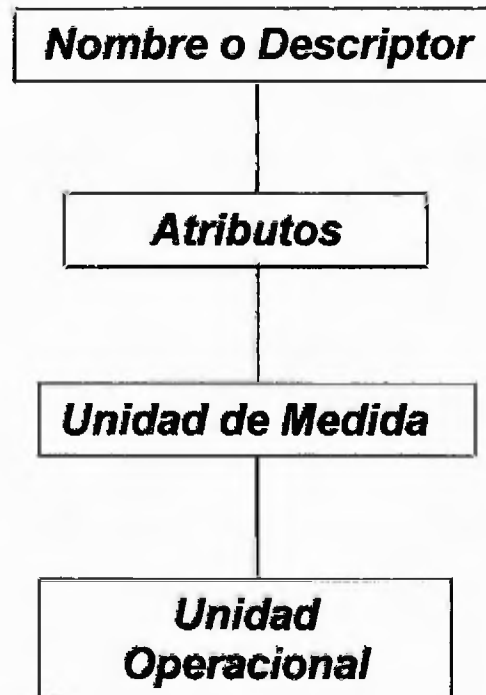 Nombre o Descriptor
Atributos
Unidad de Medida
Unidad
Operacional